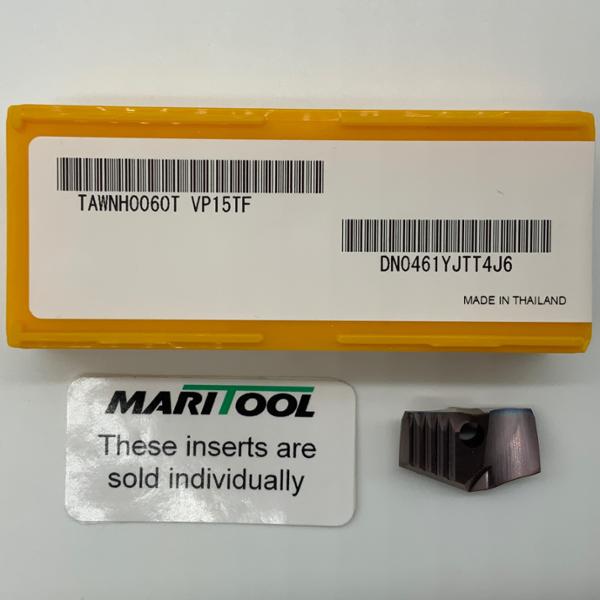 TAWNH0060T VP15TF
DN0461YJTT4J6
MADE IN THAILAND
MARITOOL
These inserts are
sold individually